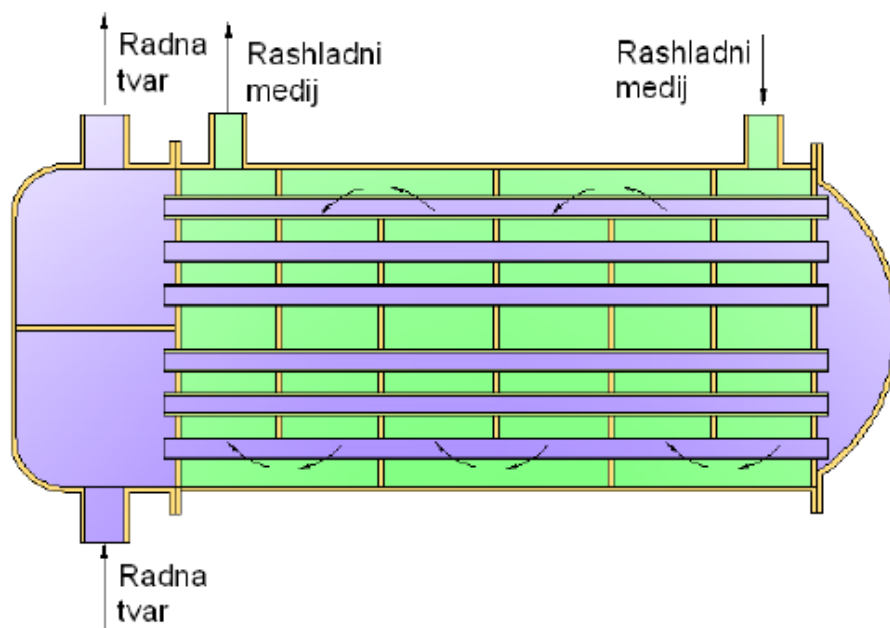 Radna
tvar
Rashladni
medij
Rashladni
medij
Radna
tvar